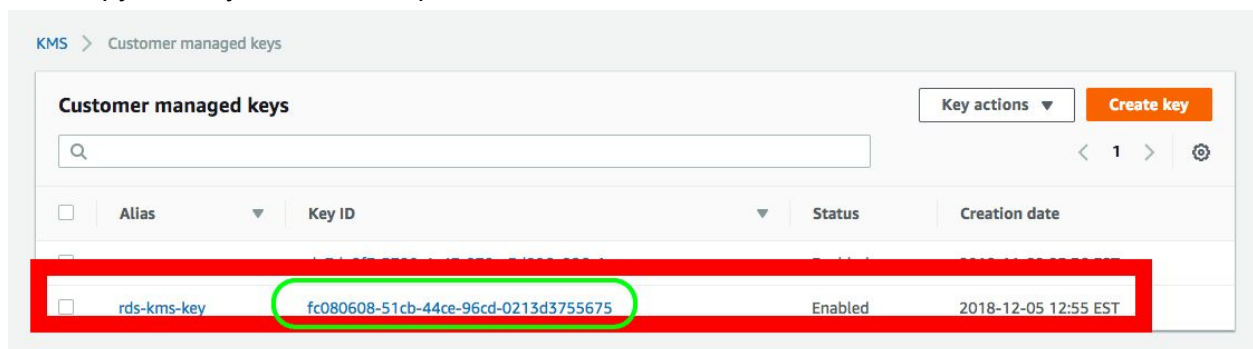 KMS > Customer managed keys
Customer managed keys
Key actions ▼ Create key
< 1 >
Alias ▼ Key ID ▼ Status Creation date
rds-kms-key fc080608-51cb-44ce-96cd-0213d3755675 Enabled 2018-12-05 12:55 EST